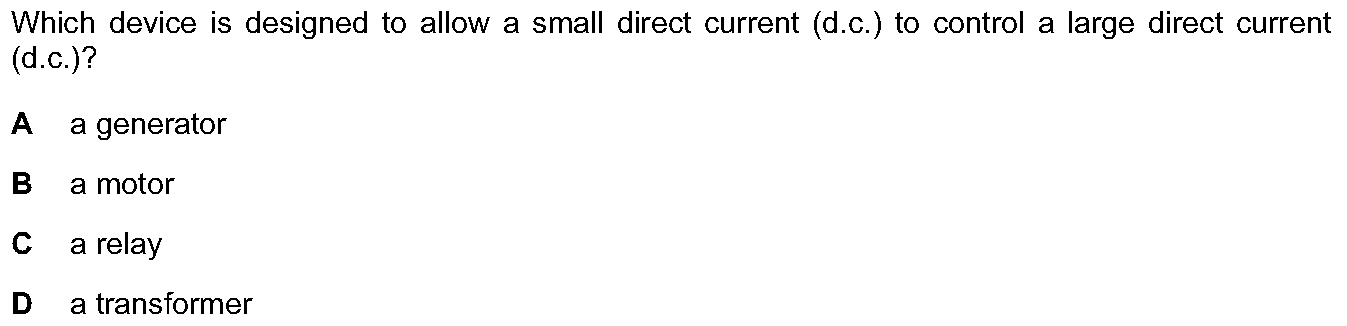 Which device is designed to allow a small direct current (d.c.) to control a large direct current
(d.c.)?
A a generator
B a motor
C a relay
D a transformer